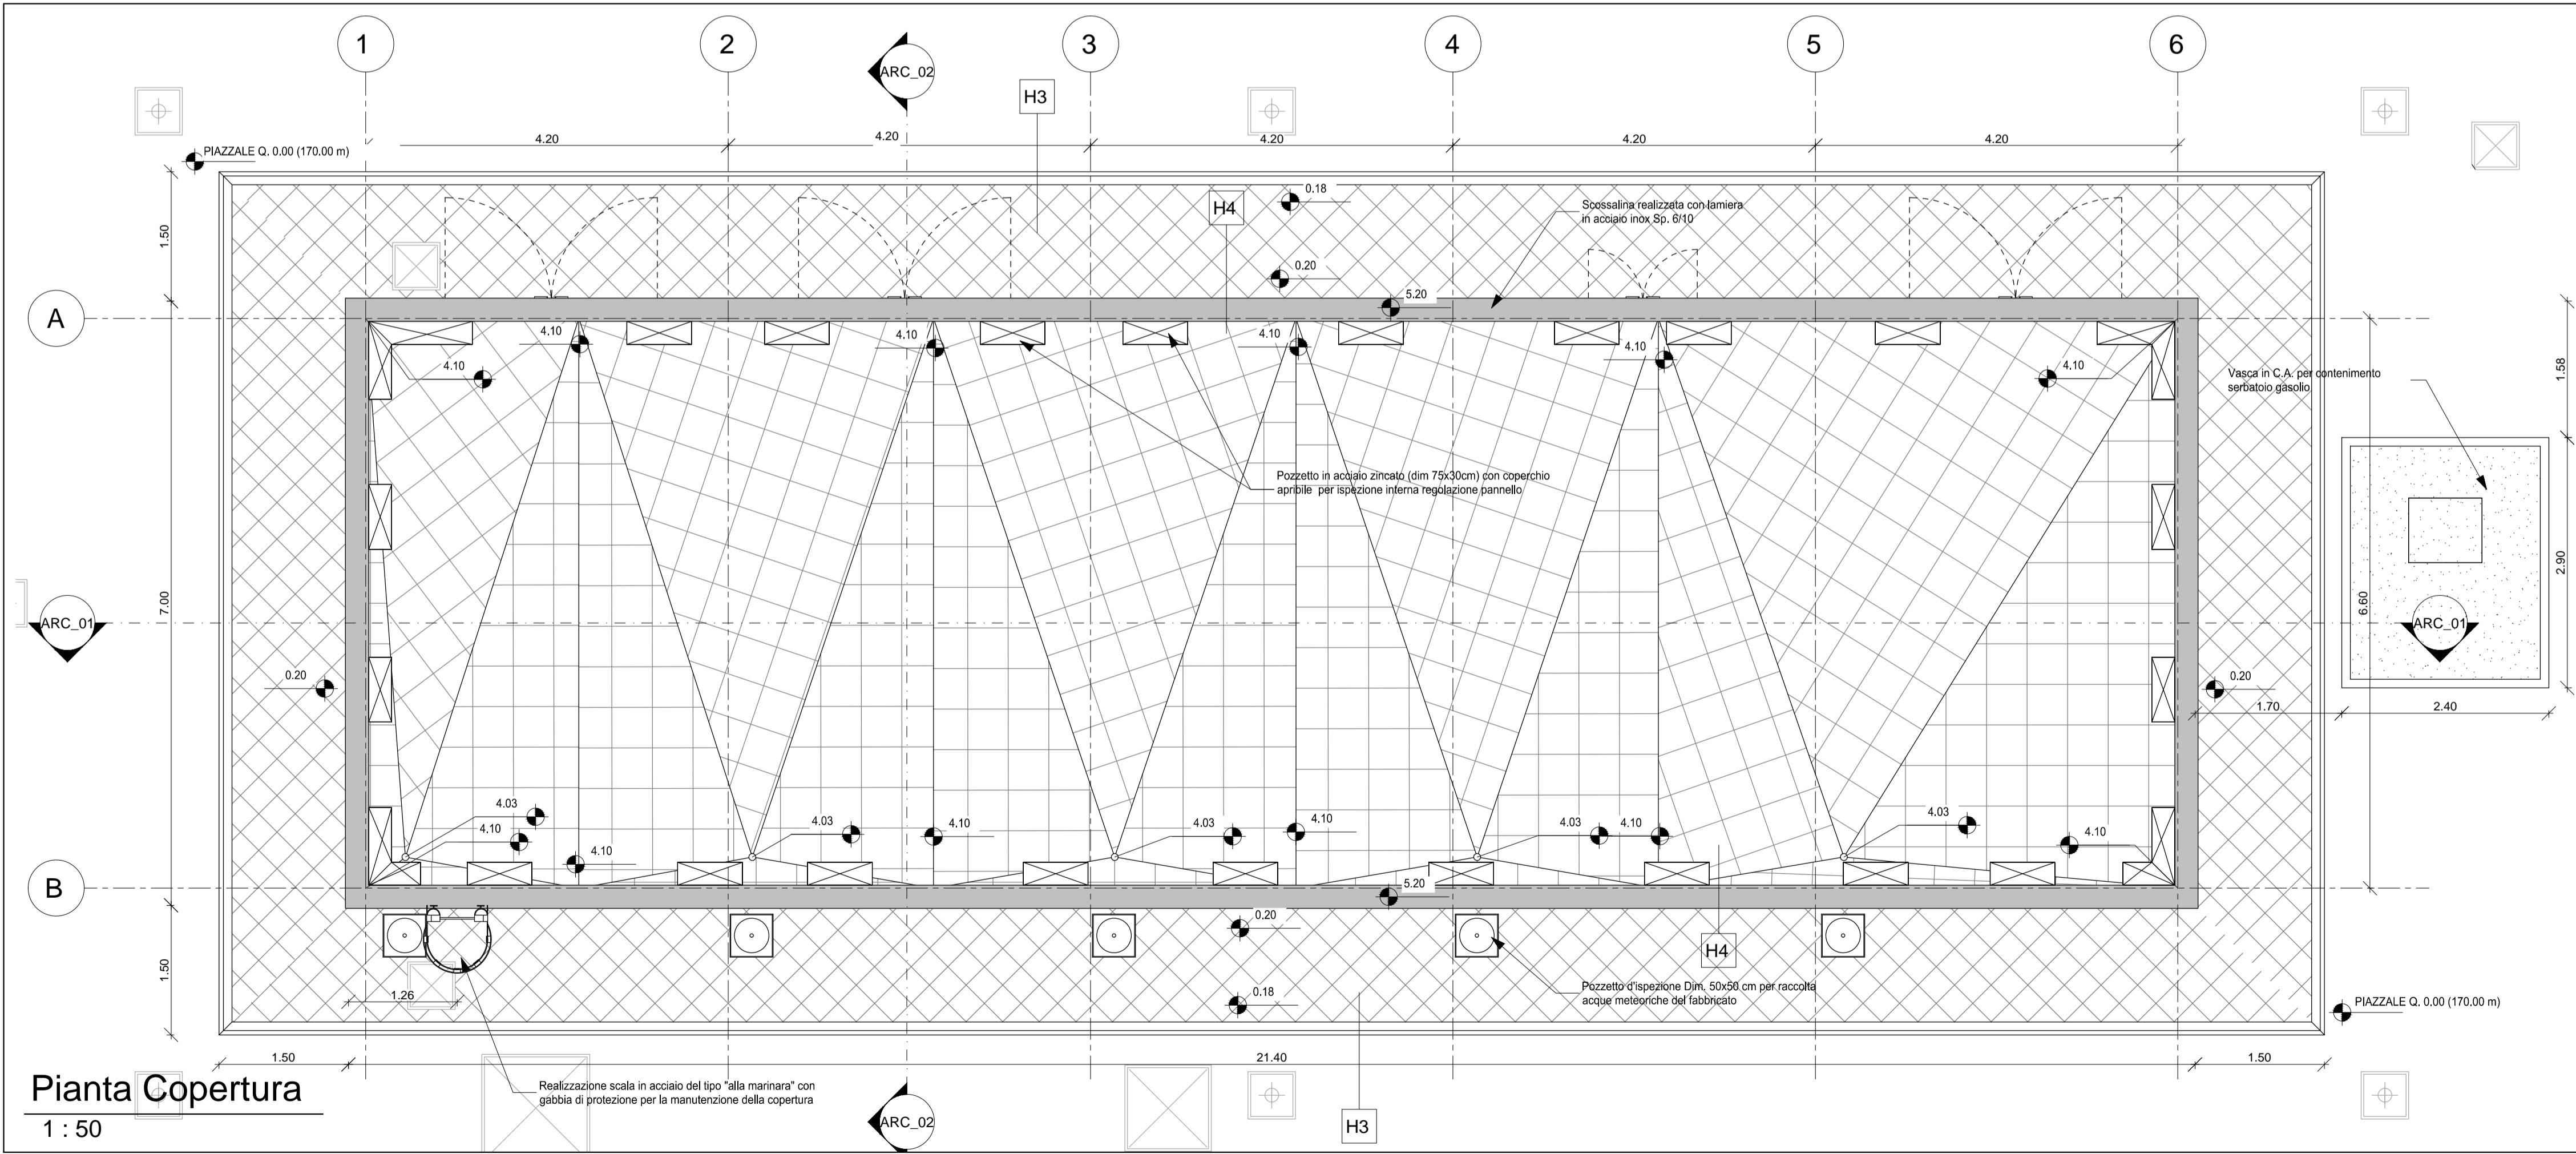 1
2
3
4
5
6
ARC_02
H3
4.20
4.20
4.20
4.20
4.20
PIAZZALE Q. 0.00 (170.00 m)
0.18
H4
Scossalina realizzata con lamiera
in acciaio inox Sp. 6/10
1.50
0.20
5.20
A
4.10
4.10
4.10
4.10
4.10
4.10
Vasca in C.A. per contenimento
serbatoio gasolio
1.58
Pozzetto in acciaio zincato (dim 75x30cm) con coperchio
apribile per ispezione interna regolazione pannello
2.90
7.00
6.60
ARC_01
ARC_01
0.20
0.20
1.70
2.40
4.03
4.10
4.10
4.03
4.10
4.03
4.10
4.03
4.10
4.03
4.10
B
5.20
0.20
H4
1.50
1.26
0.18
Pozzetto d'ispezione Dim. 50x50 cm per raccolta
acque meteoriche del fabbricato
PIAZZALE Q. 0.00 (170.00 m)
1.50
21.40
1.50
Pianta Copertura
1 : 50
Realizzazione scala in acciaio del tipo "alla marinara" con
gabbia di protezione per la manutenzione della copertura
ARC_02
H3